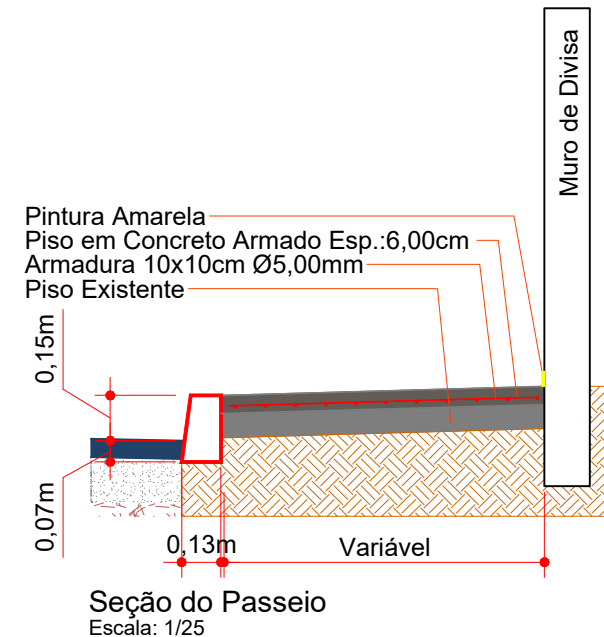 Muro de Divisa
Pintura Amarela
Piso em Concreto Armado Esp.:6,00cm
Armadura 10x10cm Ø5,00mm
Piso Existente
0,15m
0,07m
0,13m
Variável
Seção do Passeio
Escala: 1/25